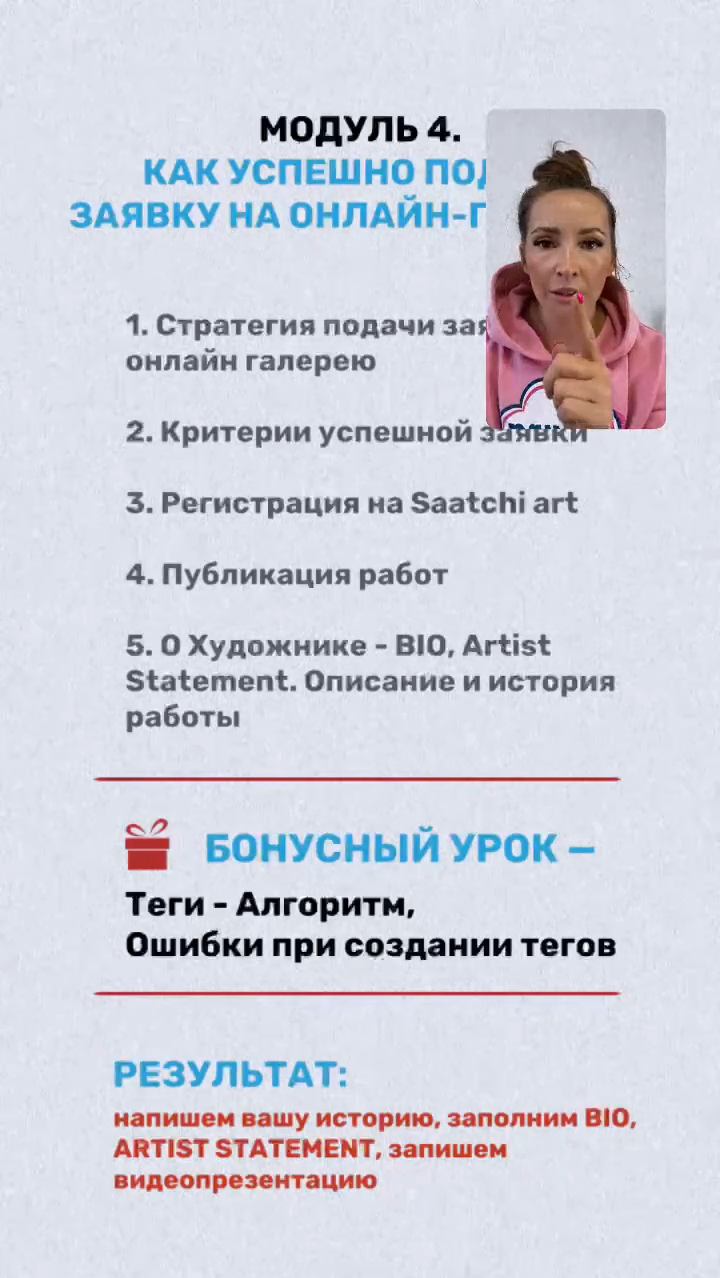 МОДУЛЬ 4.
КАК УСПЕШНО
ЗАЯВКУ НА ОНЛАЙН-
1. Стратегия подачи
онлайн галерею
2. Критерии успешной заявки
3. Регистрация на Saatchi art
4. Публикация работ
5. О Художнике - BIO, Artist
Statement. Описание и история
работы
БОНУСНЫЙ УРОК —
Теги - Алгоритм,
Ошибки при создании тегов
РЕЗУЛЬТАТ:
напишем вашу историю, заполним BIO,
ARTIST STATEMENT, запишем
видеопрезентацию